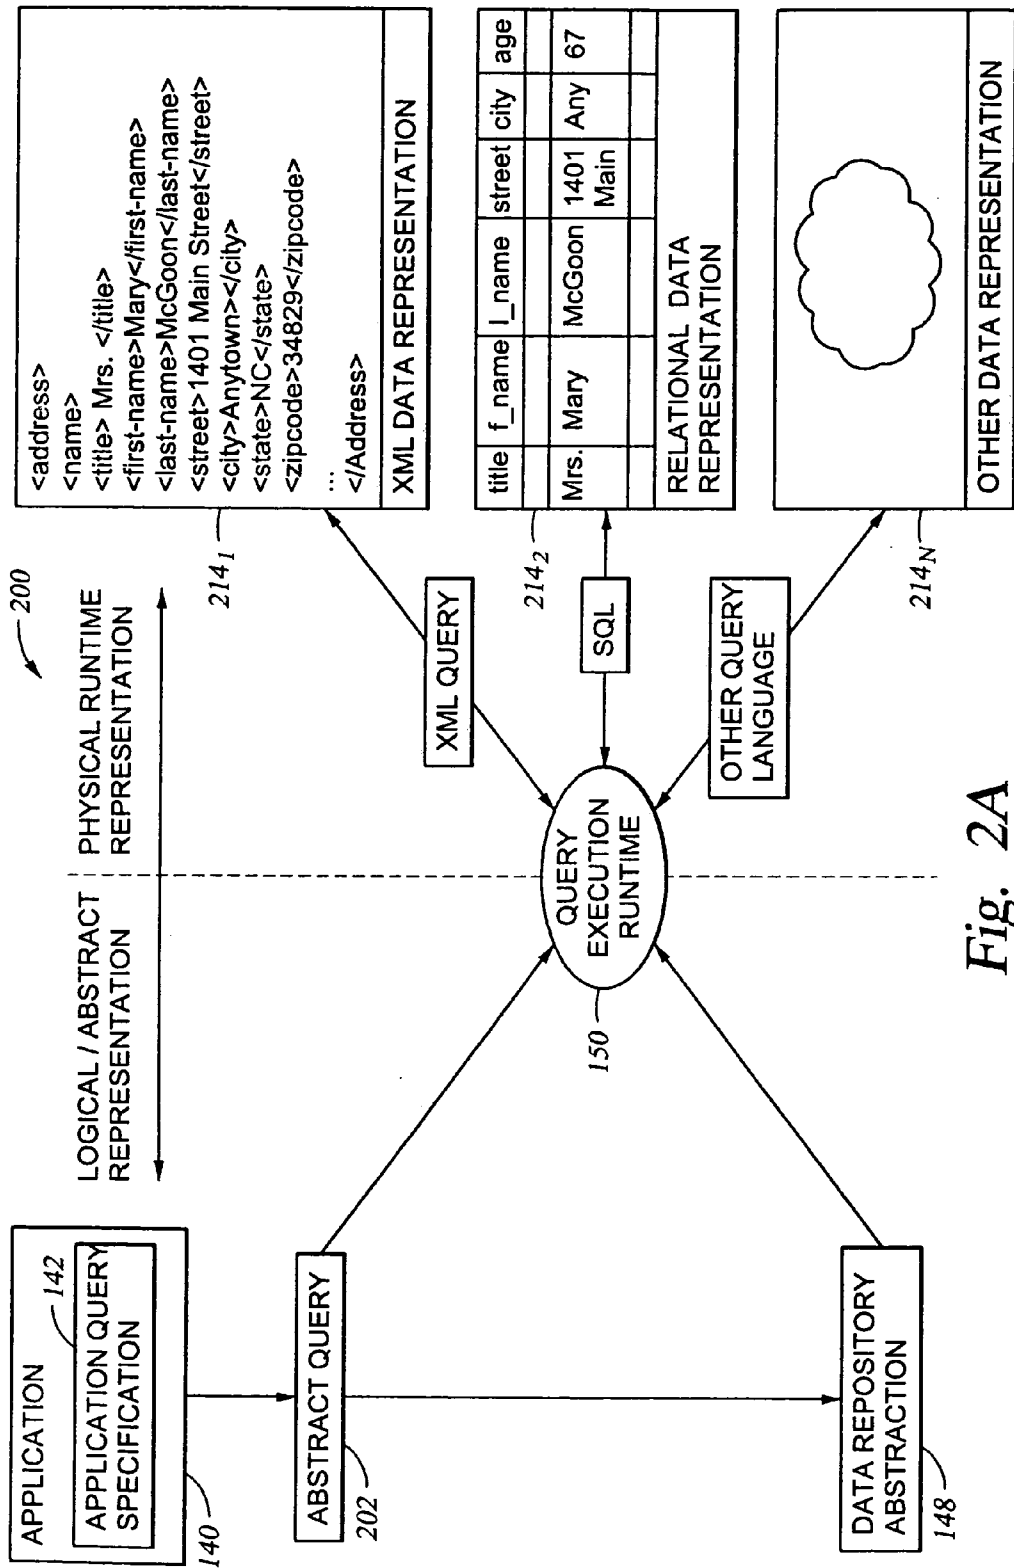 200
LOGICAL / ABSTRACT
REPRESENTATION
PHYSICAL RUNTIME
REPRESENTATION
APPLICATION
142
APPLICATION QUERY
SPECIFICATION
140
ABSTRACT QUERY
202
DATA REPOSITORY
ABSTRACTION
148
QUERY
EXECUTION
RUNTIME
150
XML QUERY
SQL
OTHER QUERY
LANGUAGE
<address>
<name>
<title> Mrs. </title>
<first-name>Mary</first-name>
<last-name>McGoon</last-name>
<street>1401 Main Street</street>
<city>Anytown></city>
<state>NC</state>
<zipcode>34829</zipcode>
...
</Address>
XML DATA REPRESENTATION
214₁
title f_name l_name street city age
Mrs. Mary McGoon 1401 Any 67
Main
RELATIONAL DATA
REPRESENTATION
214₂
OTHER DATA REPRESENTATION
214N
Fig. 2A